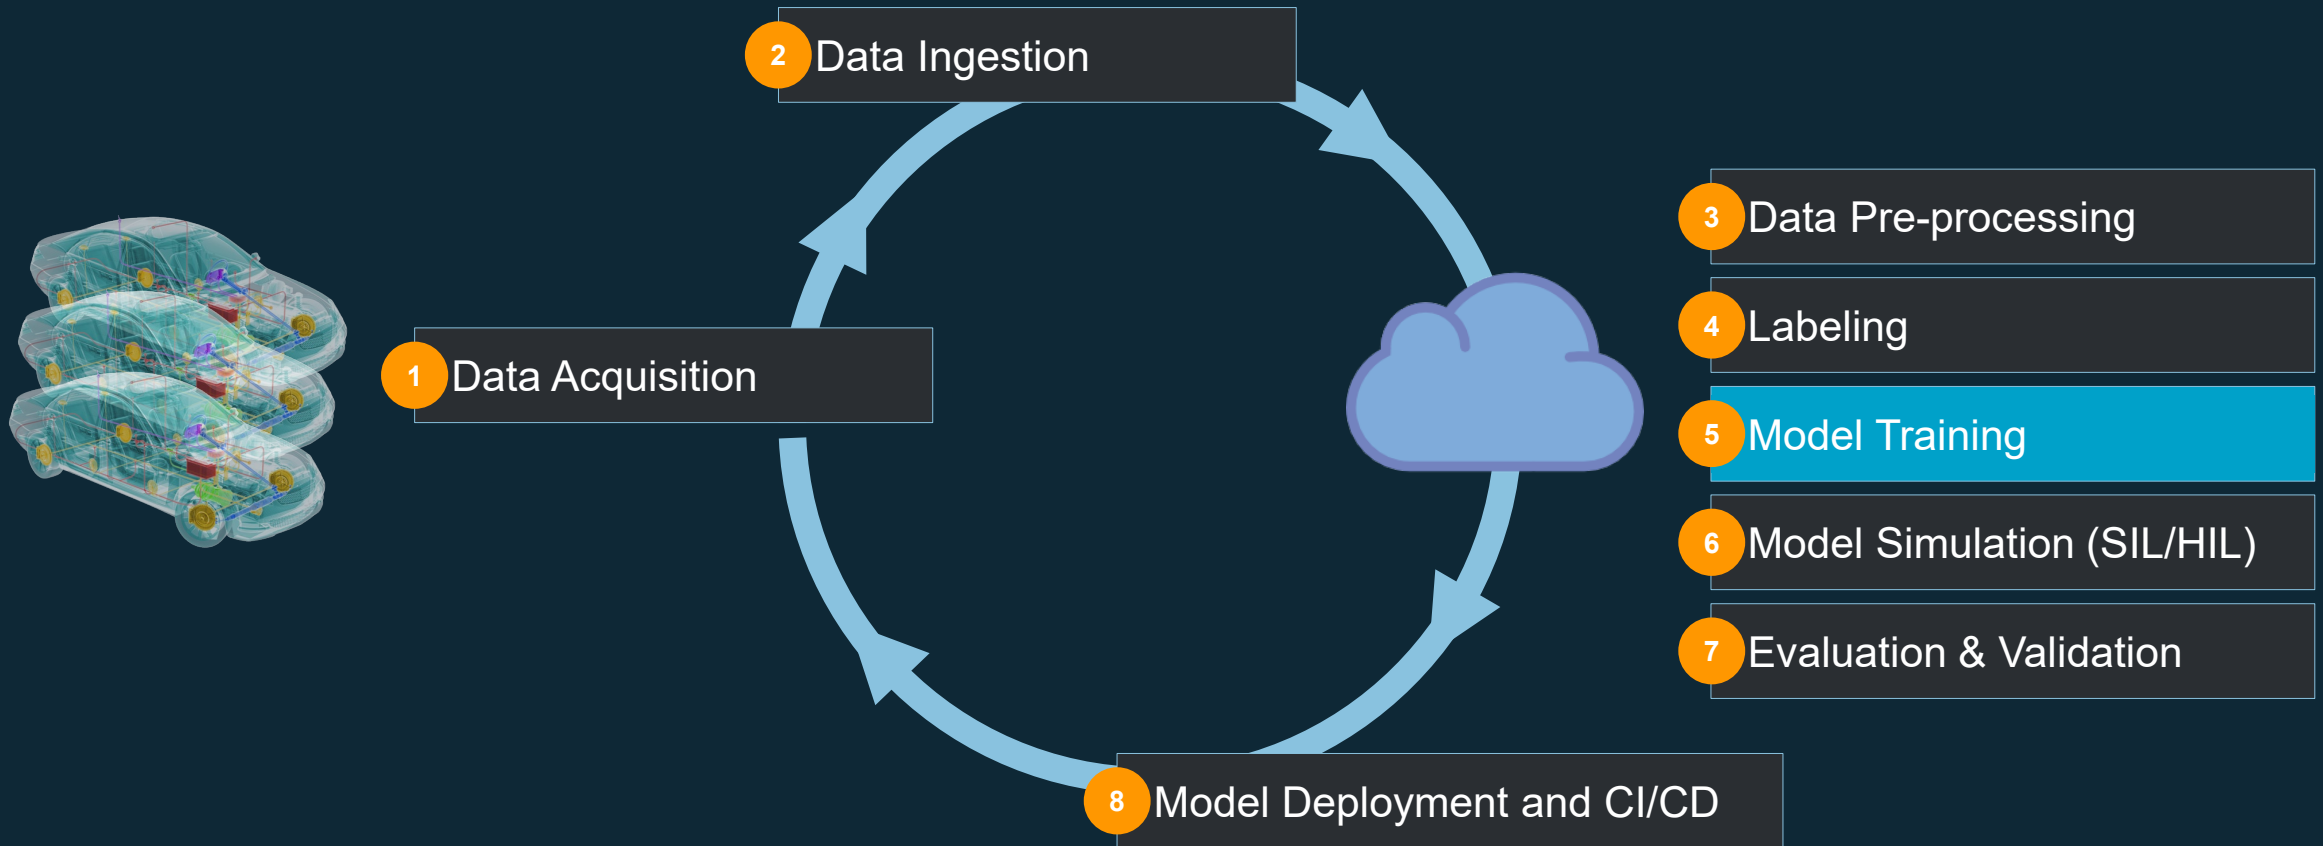 1 Data Acquisition
2 Data Ingestion
3 Data Pre-processing
4 Labeling
5 Model Training
6 Model Simulation (SIL/HIL)
7 Evaluation & Validation
8 Model Deployment and CI/CD